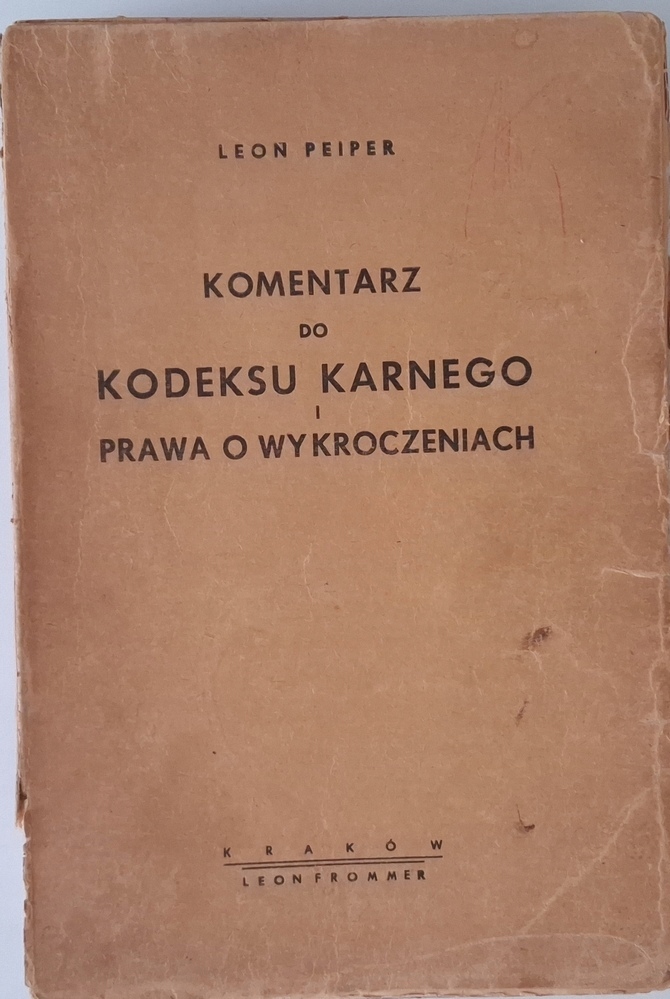 LEON PEIPER
KOMENTARZ
DO
KODEKSU KARNEGO
I
PRAWA O WYKROCZENIACH
KRAKÓW
LEON FROMMER